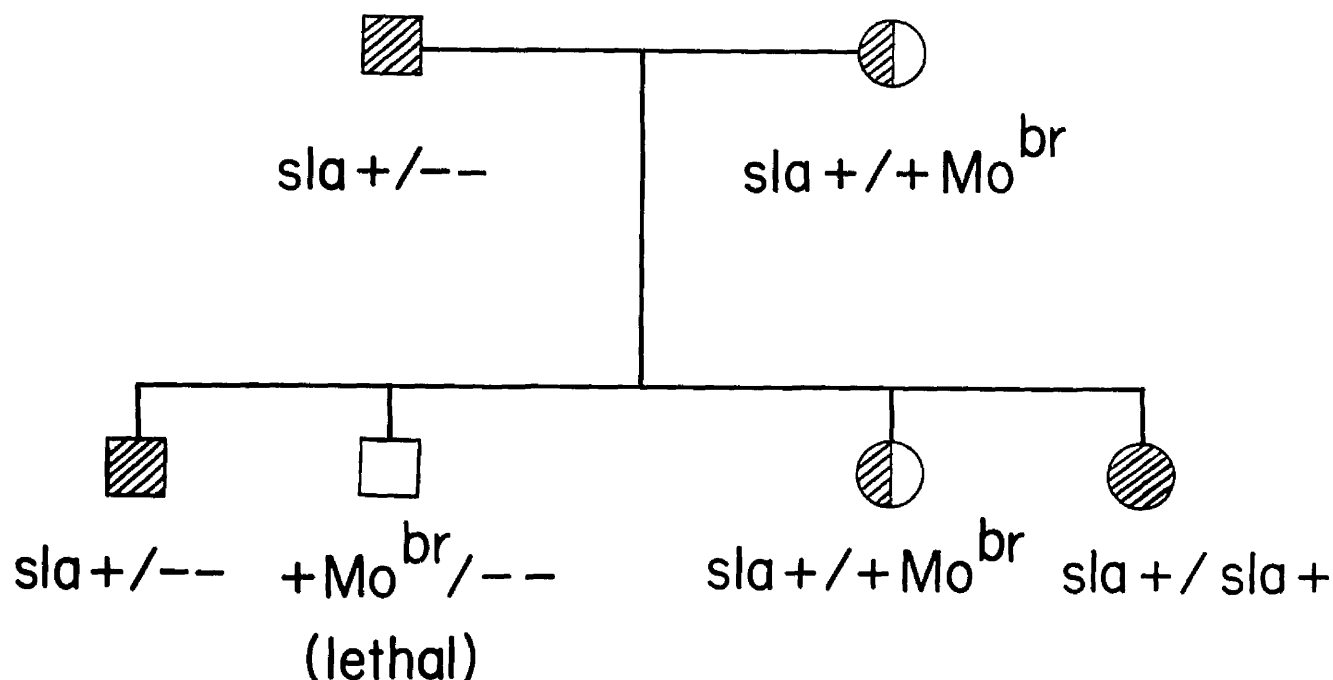 sla+/-- sla+/+Mo^br
sla+/-- +Mo^br/-- sla+/+Mo^br sla+/sla+
(lethal)